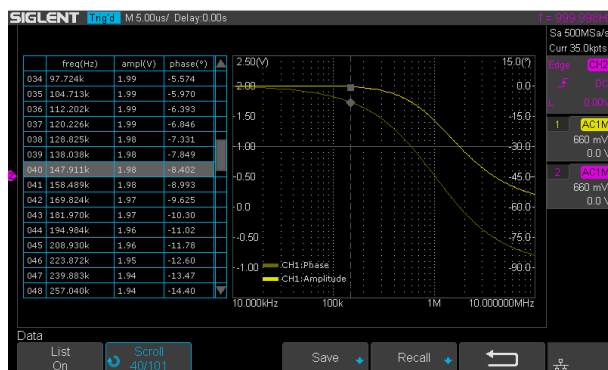 SIGLENT Trig'd M 5.00us/ Delay:0.00s f = 999.998Hz
Sa 500MSa/s
Curr 35.0kpts
Edge CH2
DC
L 0.00V
1 AC1M
660 mV/
0.0 V
2 AC1M
660 mV/
0.0 V
freq(Hz) ampl(V) phase(°)
034 97.724k 1.99 -5.574
035 104.713k 1.99 -5.970
036 112.202k 1.99 -6.393
037 120.226k 1.99 -6.846
038 128.825k 1.98 -7.331
039 138.038k 1.98 -7.849
040 147.911k 1.98 -8.402
041 158.489k 1.98 -8.993
042 169.824k 1.97 -9.625
043 181.970k 1.97 -10.30
044 194.984k 1.96 -11.02
045 208.930k 1.96 -11.78
046 223.872k 1.95 -12.60
047 239.883k 1.94 -13.47
048 257.040k 1.94 -14.40
2.50(V) 15.0(°)
2.00 0.0
1.50 -15.0
1.00 -30.0
0.50 -45.0
0.0 -60.0
-0.50 -75.0
-1.00 -90.0
CH1:Phase
CH1:Amplitude
10.000kHz 100k 1M 10.000000MHz
Data
List
On
Scroll
40/101
Save
Recall